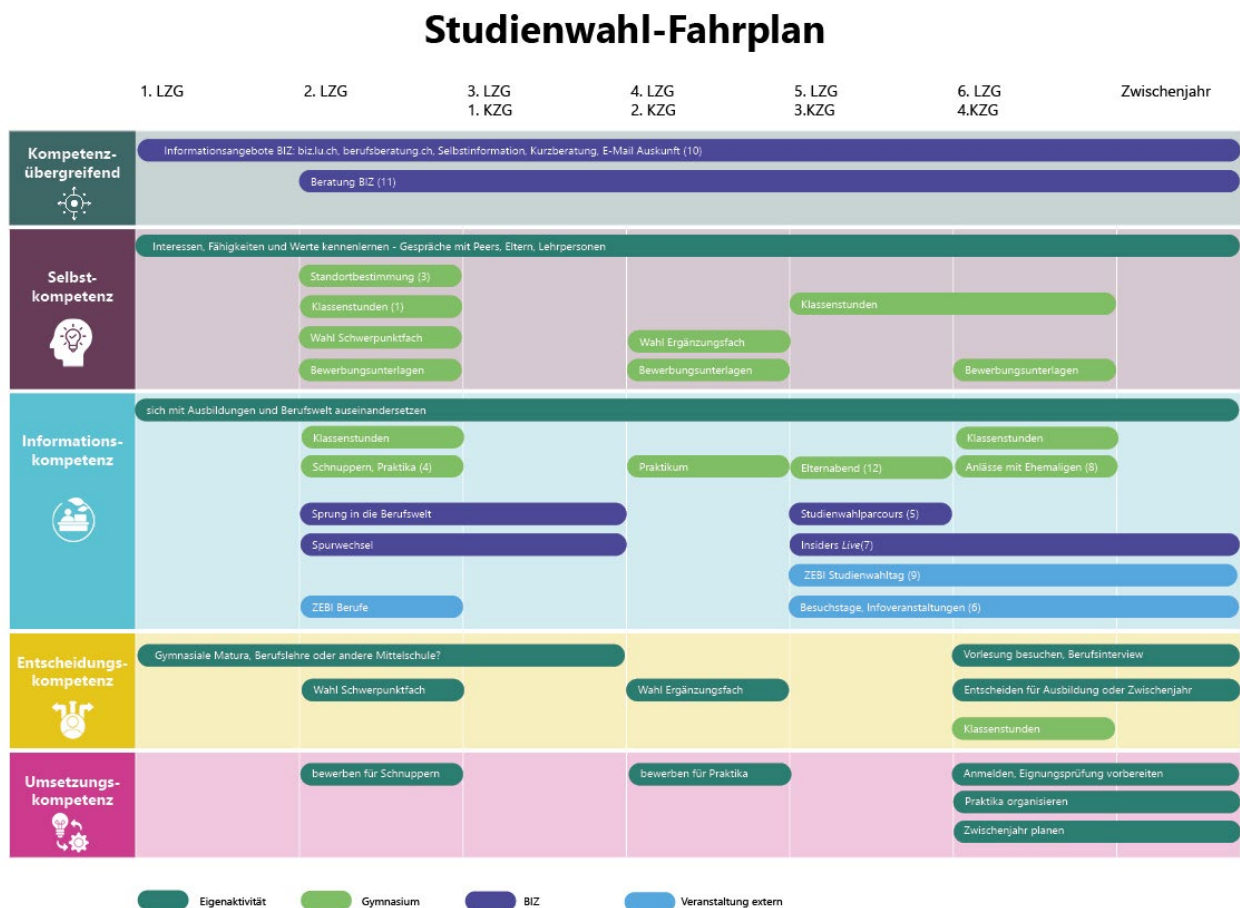 Studienwahl-Fahrplan
1. LZG
2. LZG
3. LZG
1. KZG
4. LZG
2. KZG
5. LZG
3.KZG
6. LZG
4.KZG
Zwischenjahr
Kompetenz-
übergreifend
Informationsangebote BIZ: biz.lu.ch, berufsberatung.ch, Selbstinformation, Kurzberatung, E-Mail Auskunft (10)
Beratung BIZ (11)
Selbst-
kompetenz
Interessen, Fähigkeiten und Werte kennenlernen - Gespräche mit Peers, Eltern, Lehrpersonen
Standortbestimmung (3)
Klassenstunden (1)
Klassenstunden
Wahl Schwerpunktfach
Wahl Ergänzungsfach
Bewerbungsunterlagen
Bewerbungsunterlagen
Bewerbungsunterlagen
Informations-
kompetenz
sich mit Ausbildungen und Berufswelt auseinandersetzen
Klassenstunden
Klassenstunden
Schnuppern, Praktika (4)
Praktikum
Elternabend (12)
Anlässe mit Ehemaligen (8)
Sprung in die Berufswelt
Studienwahlparcours (5)
Spurwechsel
Insiders Live(7)
ZEBI Studienwahltag (9)
ZEBI Berufe
Besuchstage, Infoveranstaltungen (6)
Entscheidungs-
kompetenz
Gymnasiale Matura, Berufslehre oder andere Mittelschule?
Vorlesung besuchen, Berufsinterview
Wahl Schwerpunktfach
Wahl Ergänzungsfach
Entscheiden für Ausbildung oder Zwischenjahr
Klassenstunden
Umsetzungs-
kompetenz
bewerben für Schnuppern
bewerben für Praktika
Anmelden, Eignungsprüfung vorbereiten
Praktika organisieren
Zwischenjahr planen
Eigenaktivität
Gymnasium
BIZ
Veranstaltung extern